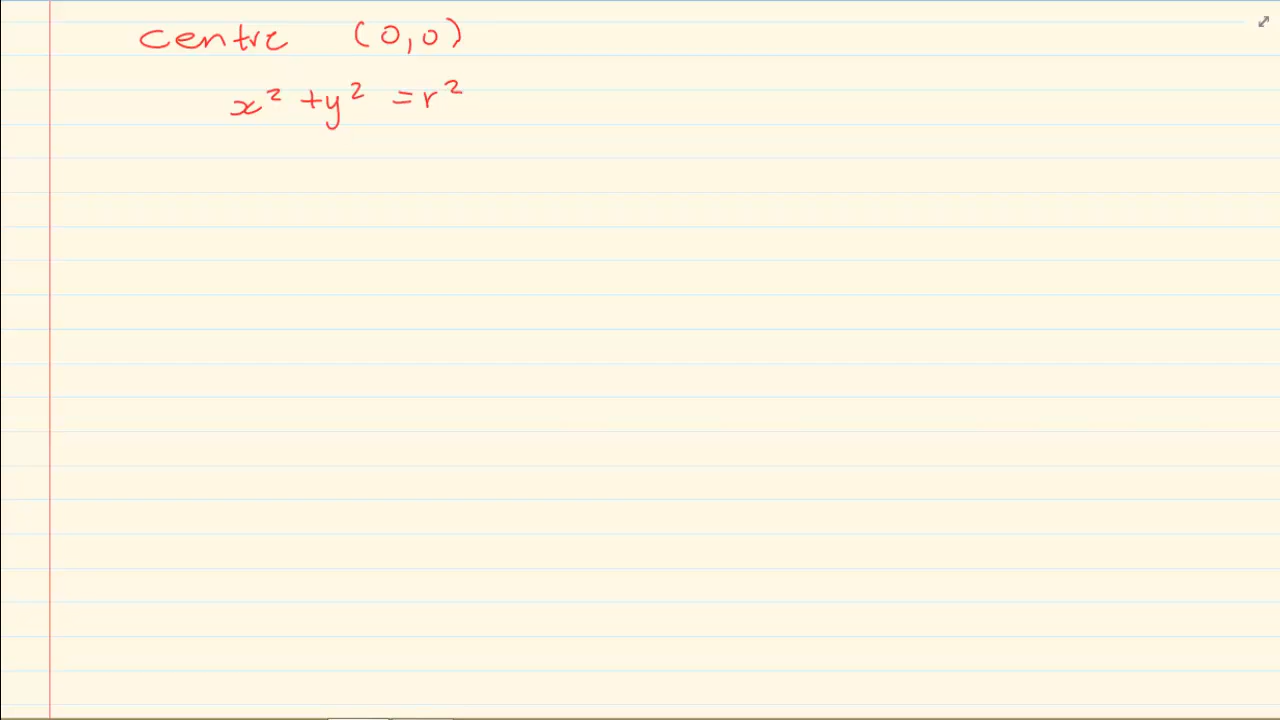 centre (0,0)
x² + y² = r²